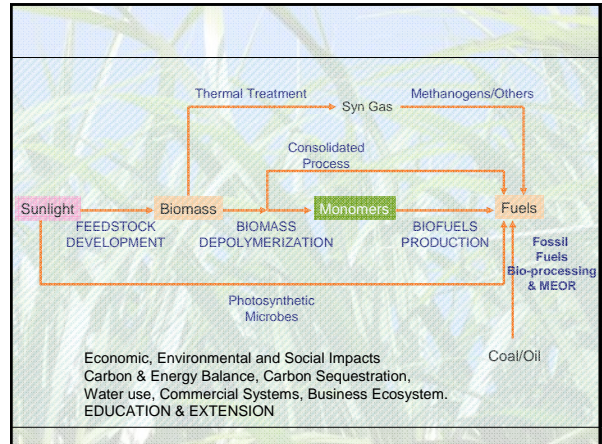 Thermal Treatment
Syn Gas
Methanogens/Others
Consolidated
Process
Sunlight
Biomass
Monomers
Fuels
FEEDSTOCK
DEVELOPMENT
BIOMASS
DEPOLYMERIZATION
BIOFUELS
PRODUCTION
Fossil
Fuels
Bio-processing
& MEOR
Photosynthetic
Microbes
Coal/Oil
Economic, Environmental and Social Impacts
Carbon & Energy Balance, Carbon Sequestration,
Water use, Commercial Systems, Business Ecosystem.
EDUCATION & EXTENSION